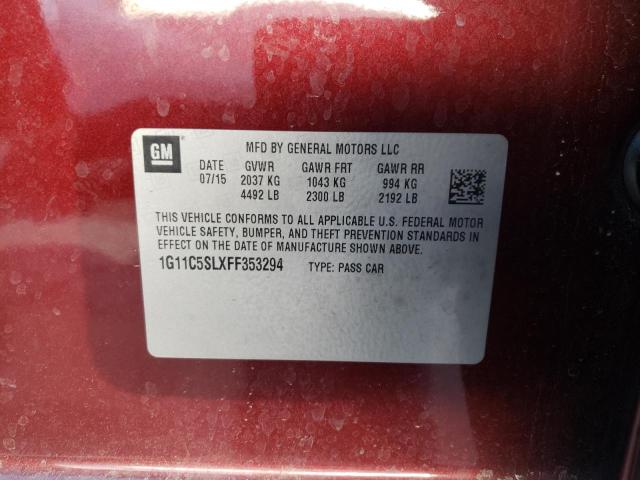 GM
MFD BY GENERAL MOTORS LLC
DATE GVWR GAWR FRT GAWR RR
07/15 2037 KG 1043 KG 994 KG
4492 LB 2300 LB 2192 LB
THIS VEHICLE CONFORMS TO ALL APPLICABLE U.S. FEDERAL MOTOR
VEHICLE SAFETY, BUMPER, AND THEFT PREVENTION STANDARDS IN
EFFECT ON THE DATE OF MANUFACTURE SHOWN ABOVE.
1G11C5SLXFF353294 TYPE: PASS CAR